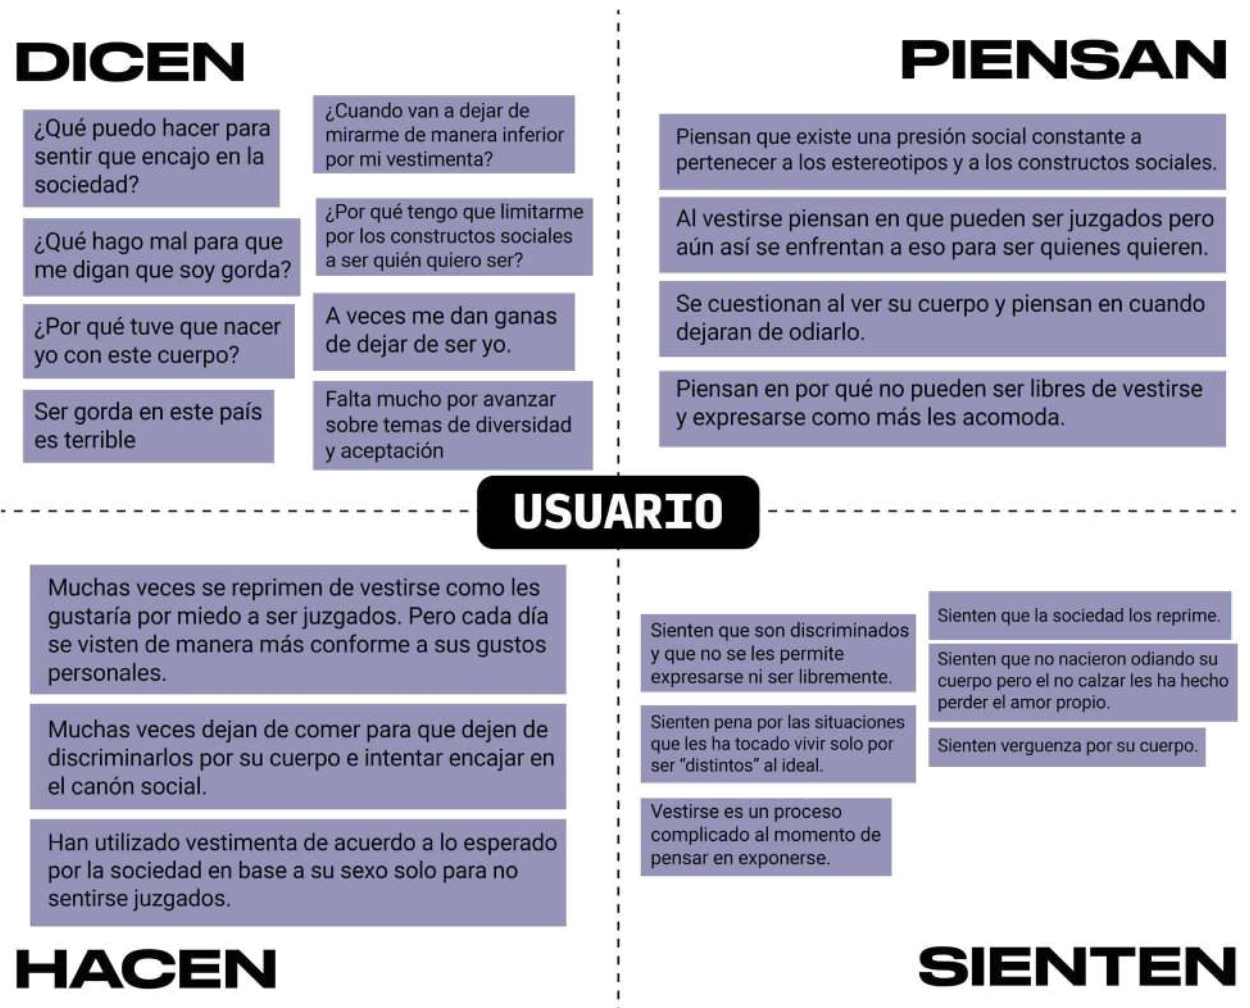 DICEN
¿Qué puedo hacer para
sentir que encajo en la
sociedad?
¿Qué hago mal para que
me digan que soy gorda?
¿Por qué tuve que nacer
yo con este cuerpo?
Ser gorda en este país
es terrible
¿Cuando van a dejar de
mirarme de manera inferior
por mi vestimenta?
¿Por qué tengo que limitarme
por los constructos sociales
a ser quién quiero ser?
A veces me dan ganas
de dejar de ser yo.
Falta mucho por avanzar
sobre temas de diversidad
y aceptación
PIENSAN
Piensan que existe una presión social constante a
pertenecer a los estereotipos y a los constructos sociales.
Al vestirse piensan en que pueden ser juzgados pero
aún así se enfrentan a eso para ser quienes quieren.
Se cuestionan al ver su cuerpo y piensan en cuando
dejaran de odiarlo.
Piensan en por qué no pueden ser libres de vestirse
y expresarse como más les acomoda.
USUARIO
Muchas veces se reprimen de vestirse como les
gustaría por miedo a ser juzgados. Pero cada día
se visten de manera más conforme a sus gustos
personales.
Muchas veces dejan de comer para que dejen de
discriminarlos por su cuerpo e intentar encajar en
el canón social.
Han utilizado vestimenta de acuerdo a lo esperado
por la sociedad en base a su sexo solo para no
sentirse juzgados.
HACEN
Sienten que son discriminados
y que no se les permite
expresarse ni ser libremente.
Sienten pena por las situaciones
que les ha tocado vivir solo por
ser “distintos” al ideal.
Vestirse es un proceso
complicado al momento de
pensar en exponerse.
Sienten que la sociedad los reprime.
Sienten que no nacieron odiando su
cuerpo pero el no calzar les ha hecho
perder el amor propio.
Sienten verguenza por su cuerpo.
SIENTEN